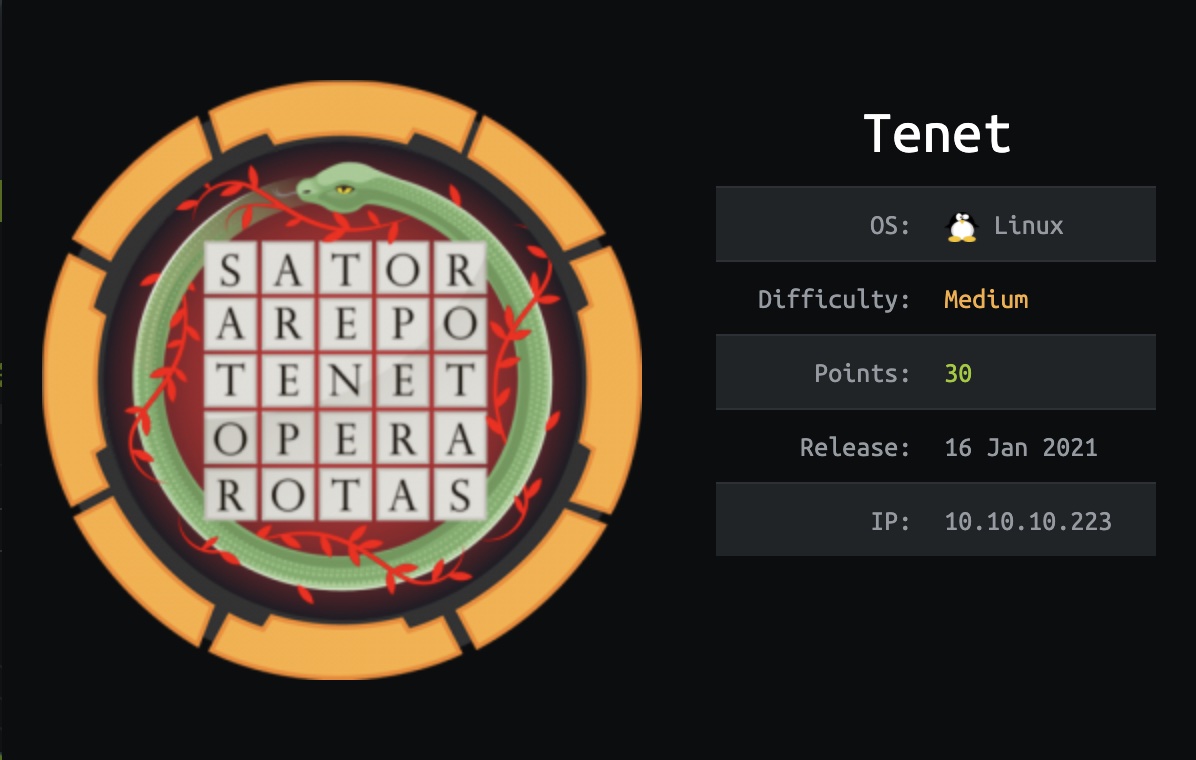 SATOR
AREPO
TENET
OPERA
ROTAS
Tenet
OS: Linux
Difficulty: Medium
Points: 30
Release: 16 Jan 2021
IP: 10.10.10.223